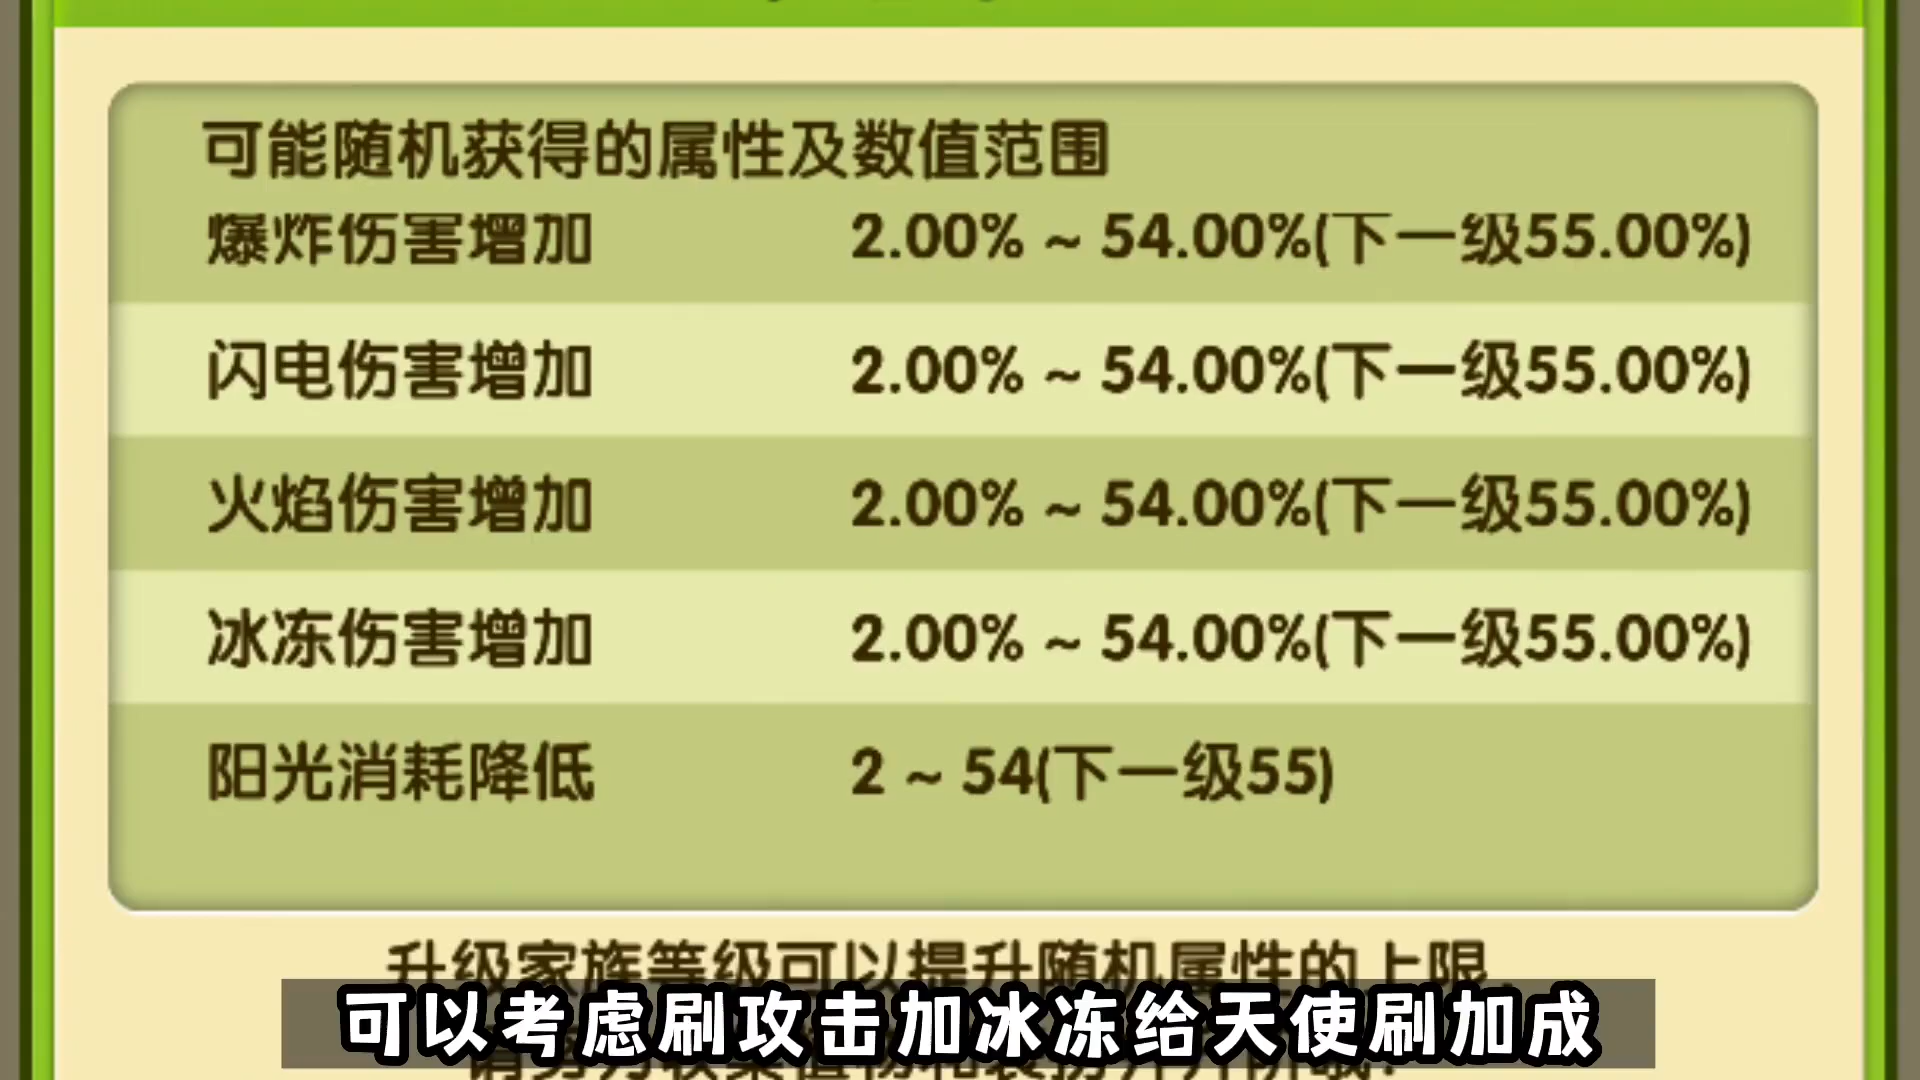 可能随机获得的属性及数值范围
爆炸伤害增加 2.00% ~ 54.00%(下一级55.00%)
闪电伤害增加 2.00% ~ 54.00%(下一级55.00%)
火焰伤害增加 2.00% ~ 54.00%(下一级55.00%)
冰冻伤害增加 2.00% ~ 54.00%(下一级55.00%)
阳光消耗降低 2 ~ 54(下一级55)
升级家族等级可以提升随机属性的上限,
可以考虑刷攻击加冰冻给天使刷加成